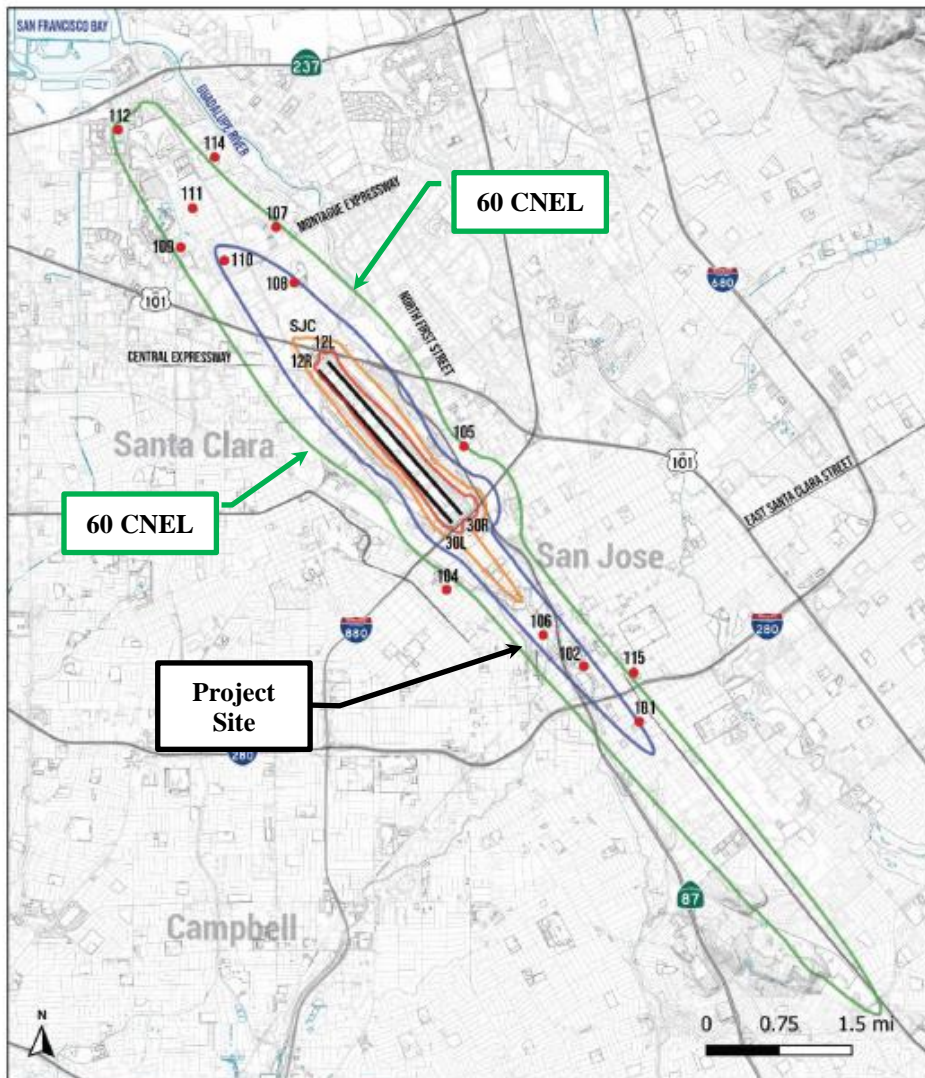 SAN FRANCISCO BAY
237
GUADALUPE RIVER
112
114
111
107
MONTAGUE EXPRESSWAY
60 CNEL
109
110
108
680
101
SJC
12L
12R
NORTH FIRST STREET
CENTRAL EXPRESSWAY
Santa Clara
105
101
EAST SANTA CLARA STREET
60 CNEL
30R
30L
San Jose
104
106
880
280
102
115
Project
Site
101
280
87
Campbell
N
0 0.75 1.5 mi